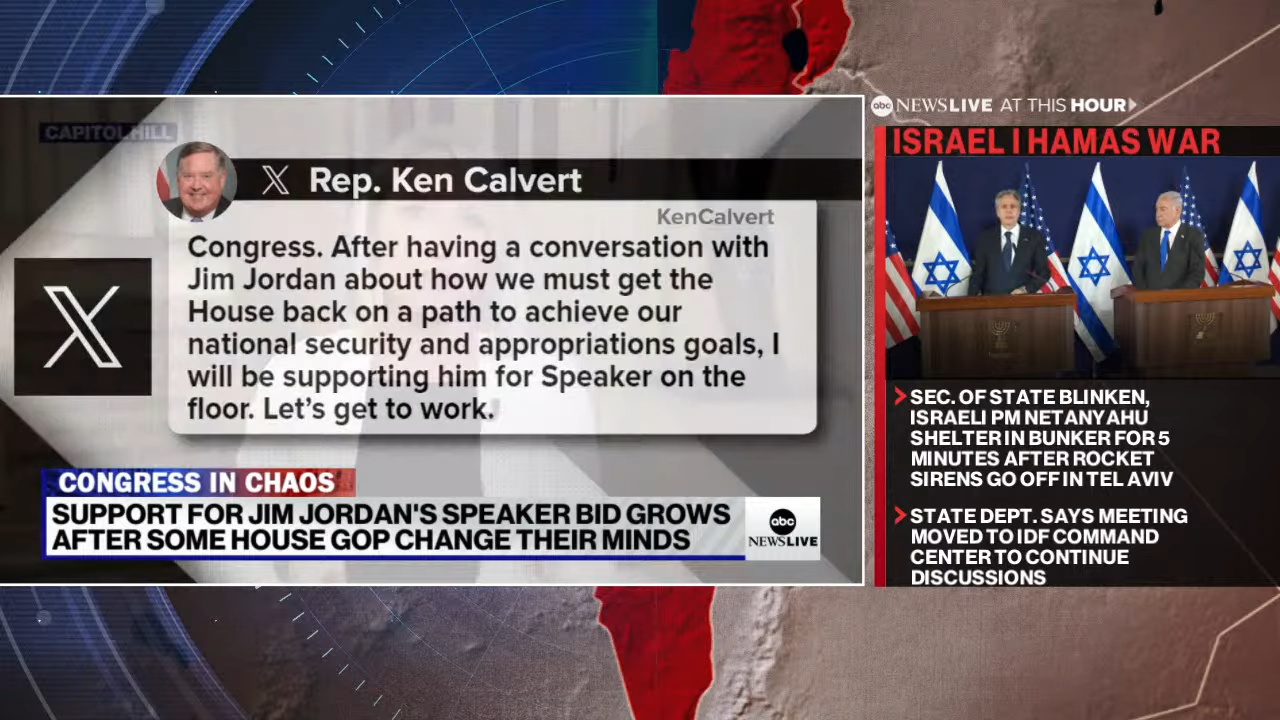 CAPITOL HILL
Rep. Ken Calvert
KenCalvert
Congress. After having a conversation with
Jim Jordan about how we must get the
House back on a path to achieve our
national security and appropriations goals, I
will be supporting him for Speaker on the
floor. Let's get to work.
CONGRESS IN CHAOS
SUPPORT FOR JIM JORDAN'S SPEAKER BID GROWS
AFTER SOME HOUSE GOP CHANGE THEIR MINDS
abc
NEWSLIVE
abc NEWSLIVE AT THIS HOUR
ISRAEL I HAMAS WAR
SEC. OF STATE BLINKEN,
ISRAELI PM NETANYAHU
SHELTER IN BUNKER FOR 5
MINUTES AFTER ROCKET
SIRENS GO OFF IN TEL AVIV
STATE DEPT. SAYS MEETING
MOVED TO IDF COMMAND
CENTER TO CONTINUE
DISCUSSIONS